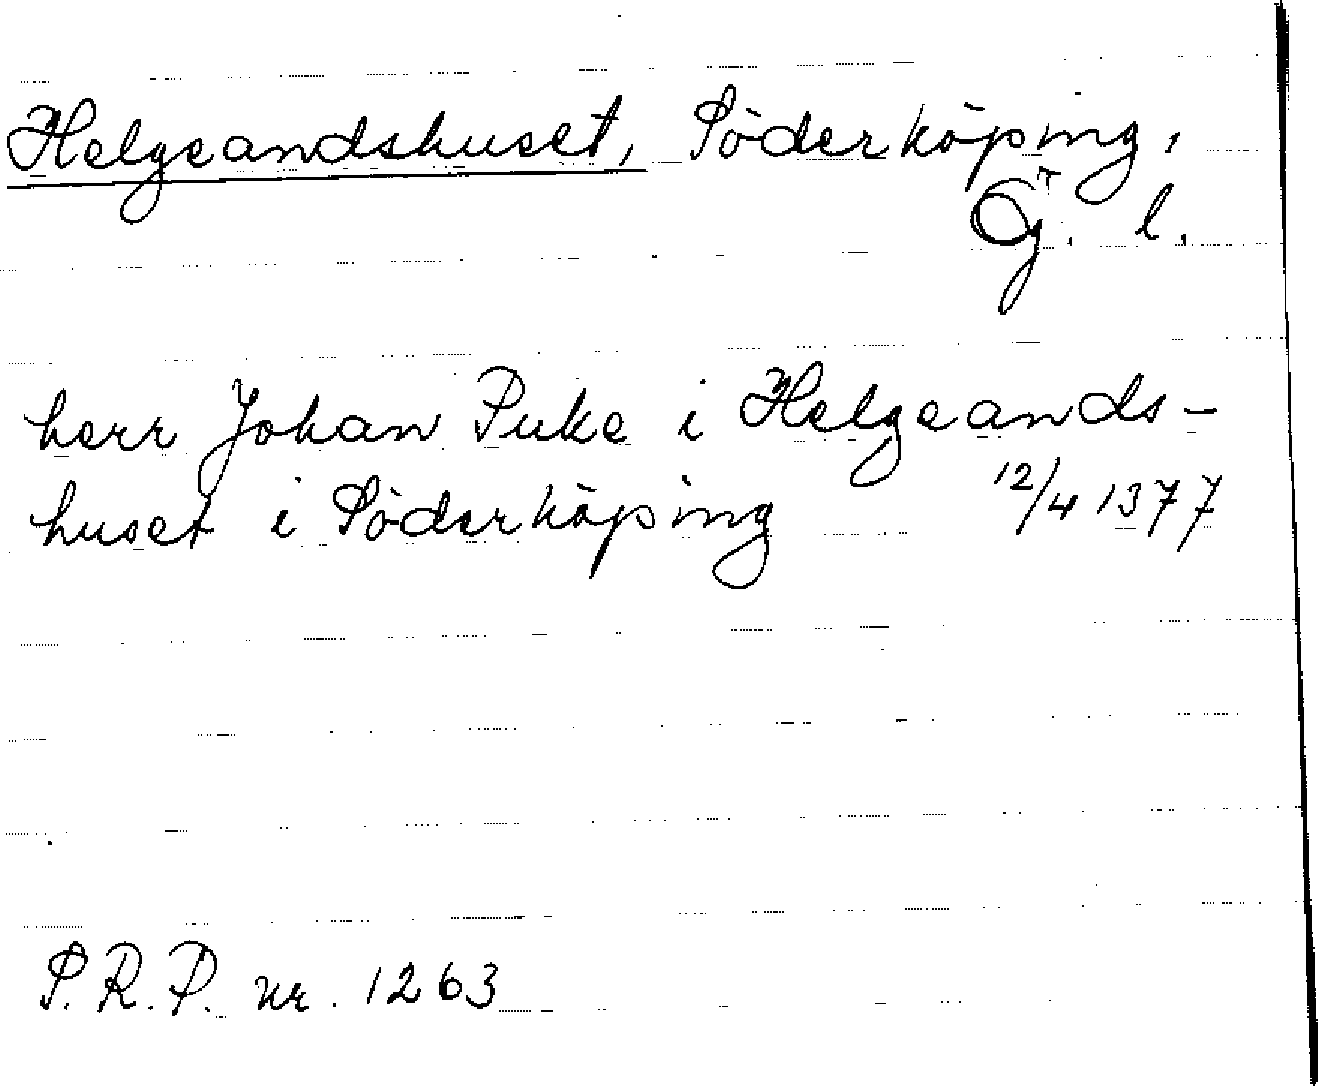 Helgeandshuset, Söderköping,
Ög. l.
herr Johan Puke i Helgeands-
huset i Söderköping 12/4 1377
S.R.P. nr. 1263